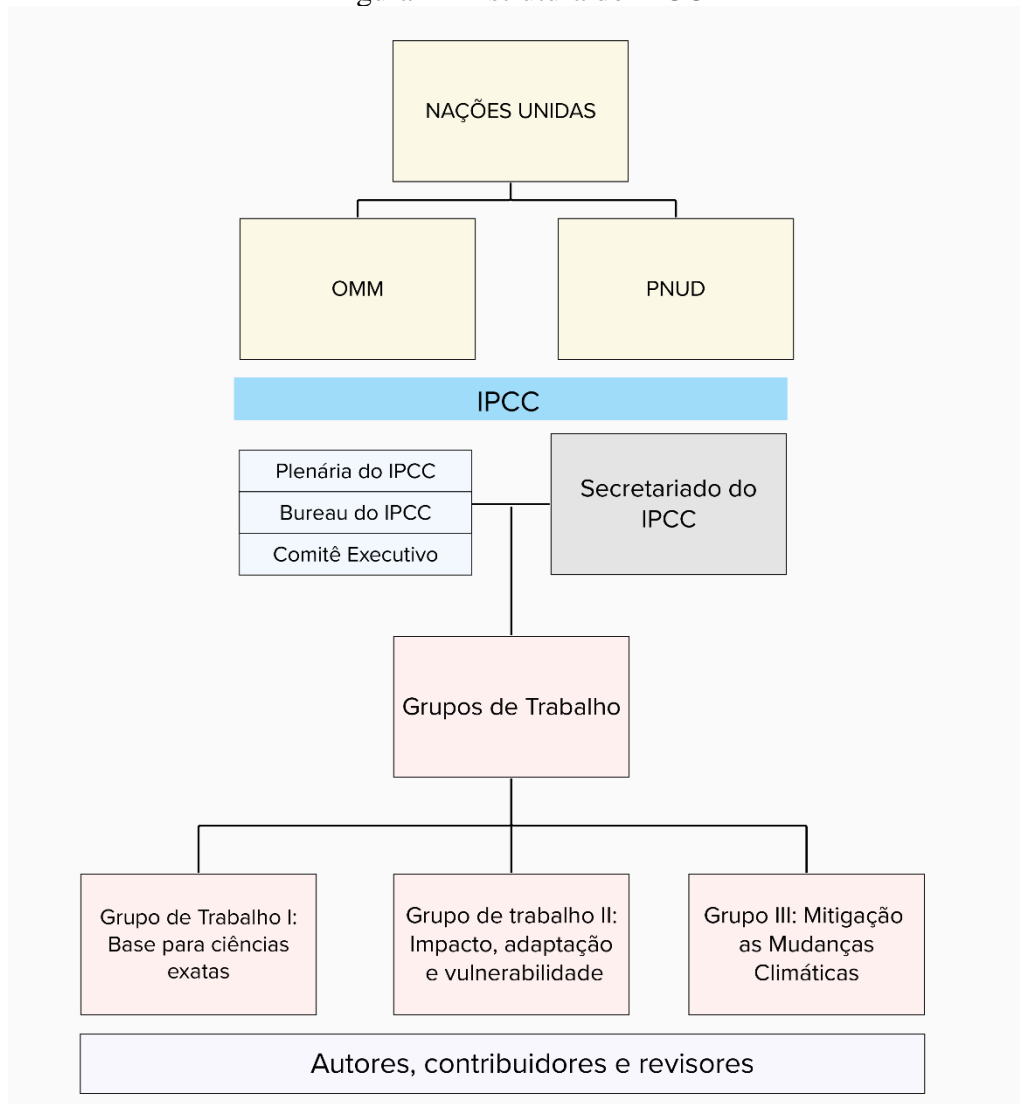 NAÇÕES UNIDAS
OMM
PNUD
IPCC
Plenária do IPCC
Bureau do IPCC
Comitê Executivo
Secretariado do
IPCC
Grupos de Trabalho
Grupo de Trabalho I:
Base para ciências
exatas
Grupo de trabalho II:
Impacto, adaptação
e vulnerabilidade
Grupo III: Mitigação
as Mudanças
Climáticas
Autores, contribuidores e revisores